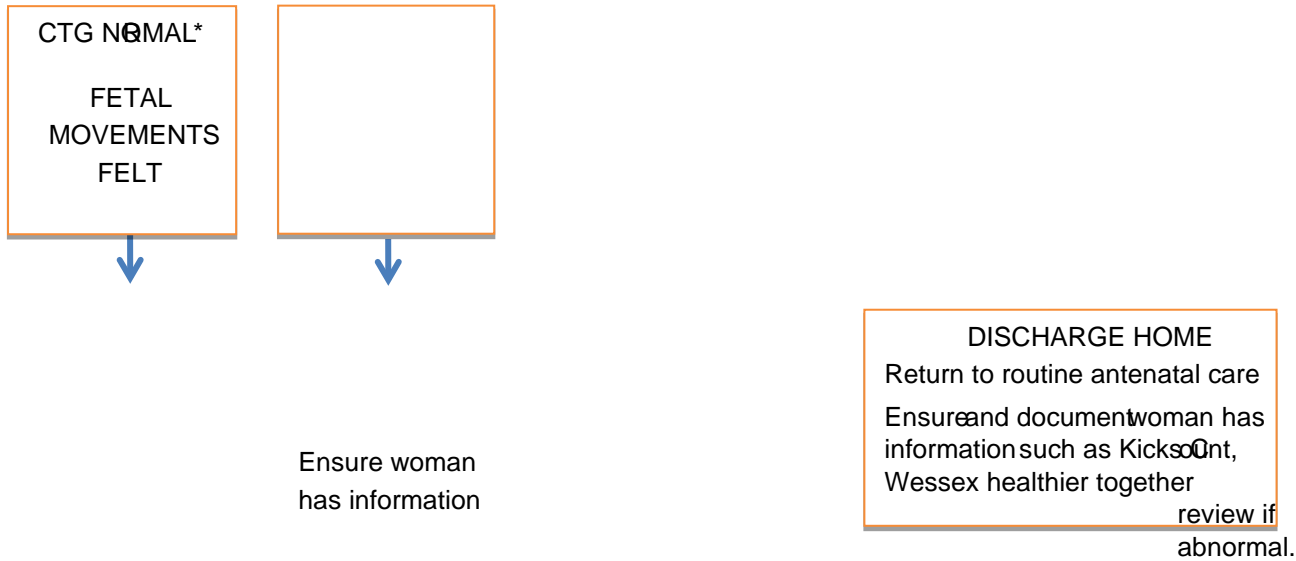 CTG NORMAL*
FETAL
MOVEMENTS
FELT
Ensure woman
has information
DISCHARGE HOME
Return to routine antenatal care
Ensure and document woman has
information such as Kicks Count,
Wessex healthier together
review if
abnormal.